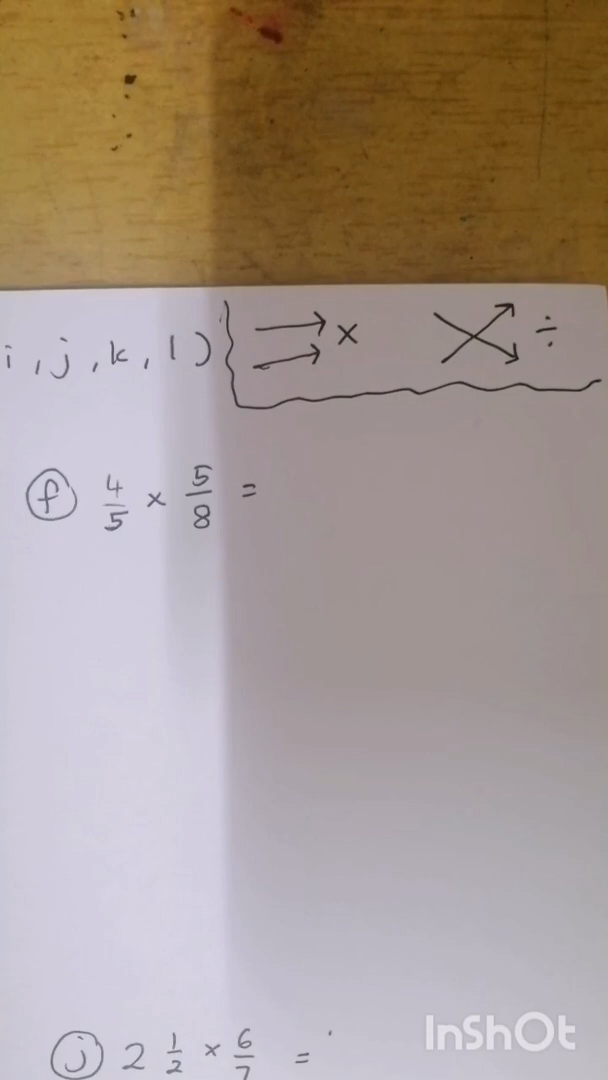 i, j, k, l) × ÷
f 4/5 × 5/8 =
j 2 1/2 × 6/7 =
InShOt